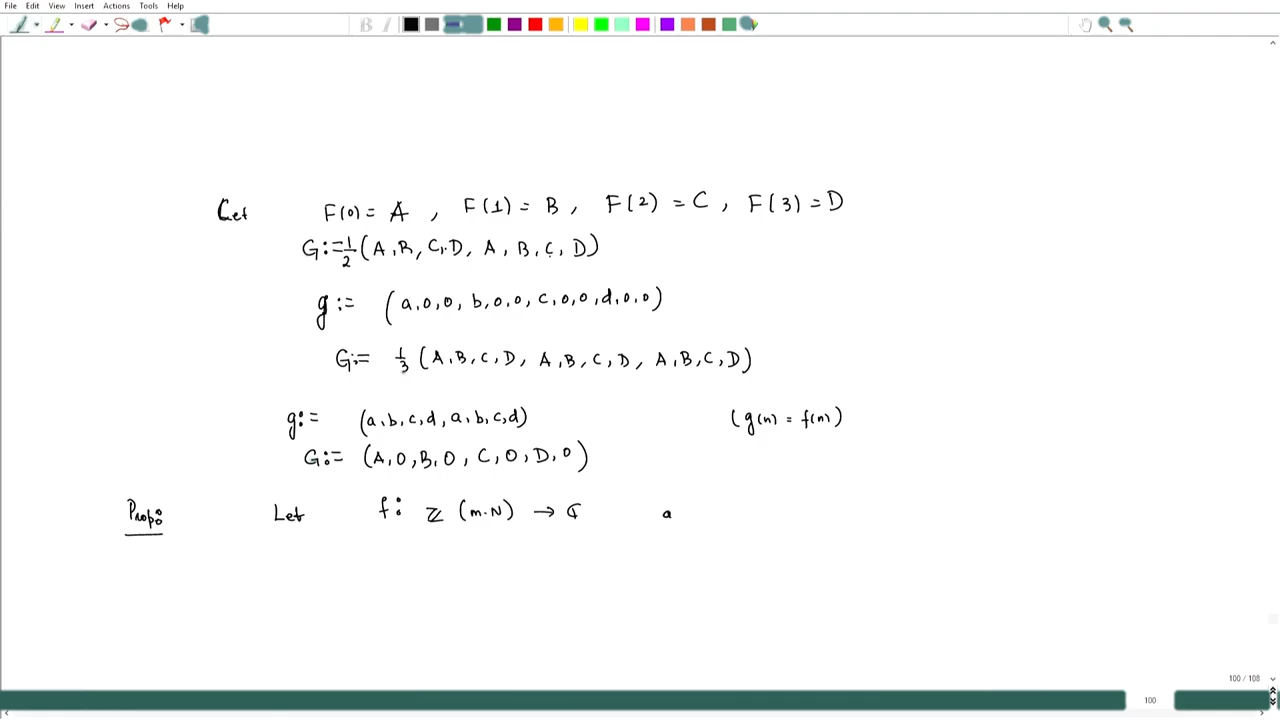 File Edit View Insert Actions Tools Help
B I
Let F(0) = A , F(1) = B , F(2) = C , F(3) = D
G := 1/2 (A, B, C, D, A, B, C, D)
g := (a,0,0, b,0,0, c,0,0, d,0,0)
G := 1/3 (A, B, C, D, A, B, C, D, A, B, C, D)
g := (a, b, c, d, a, b, c, d) (g(n) = f(n))
G := (A, 0, B, 0, C, 0, D, 0)
Prop: Let f : ℤ (m·N) → ℂ a
100 / 108
100